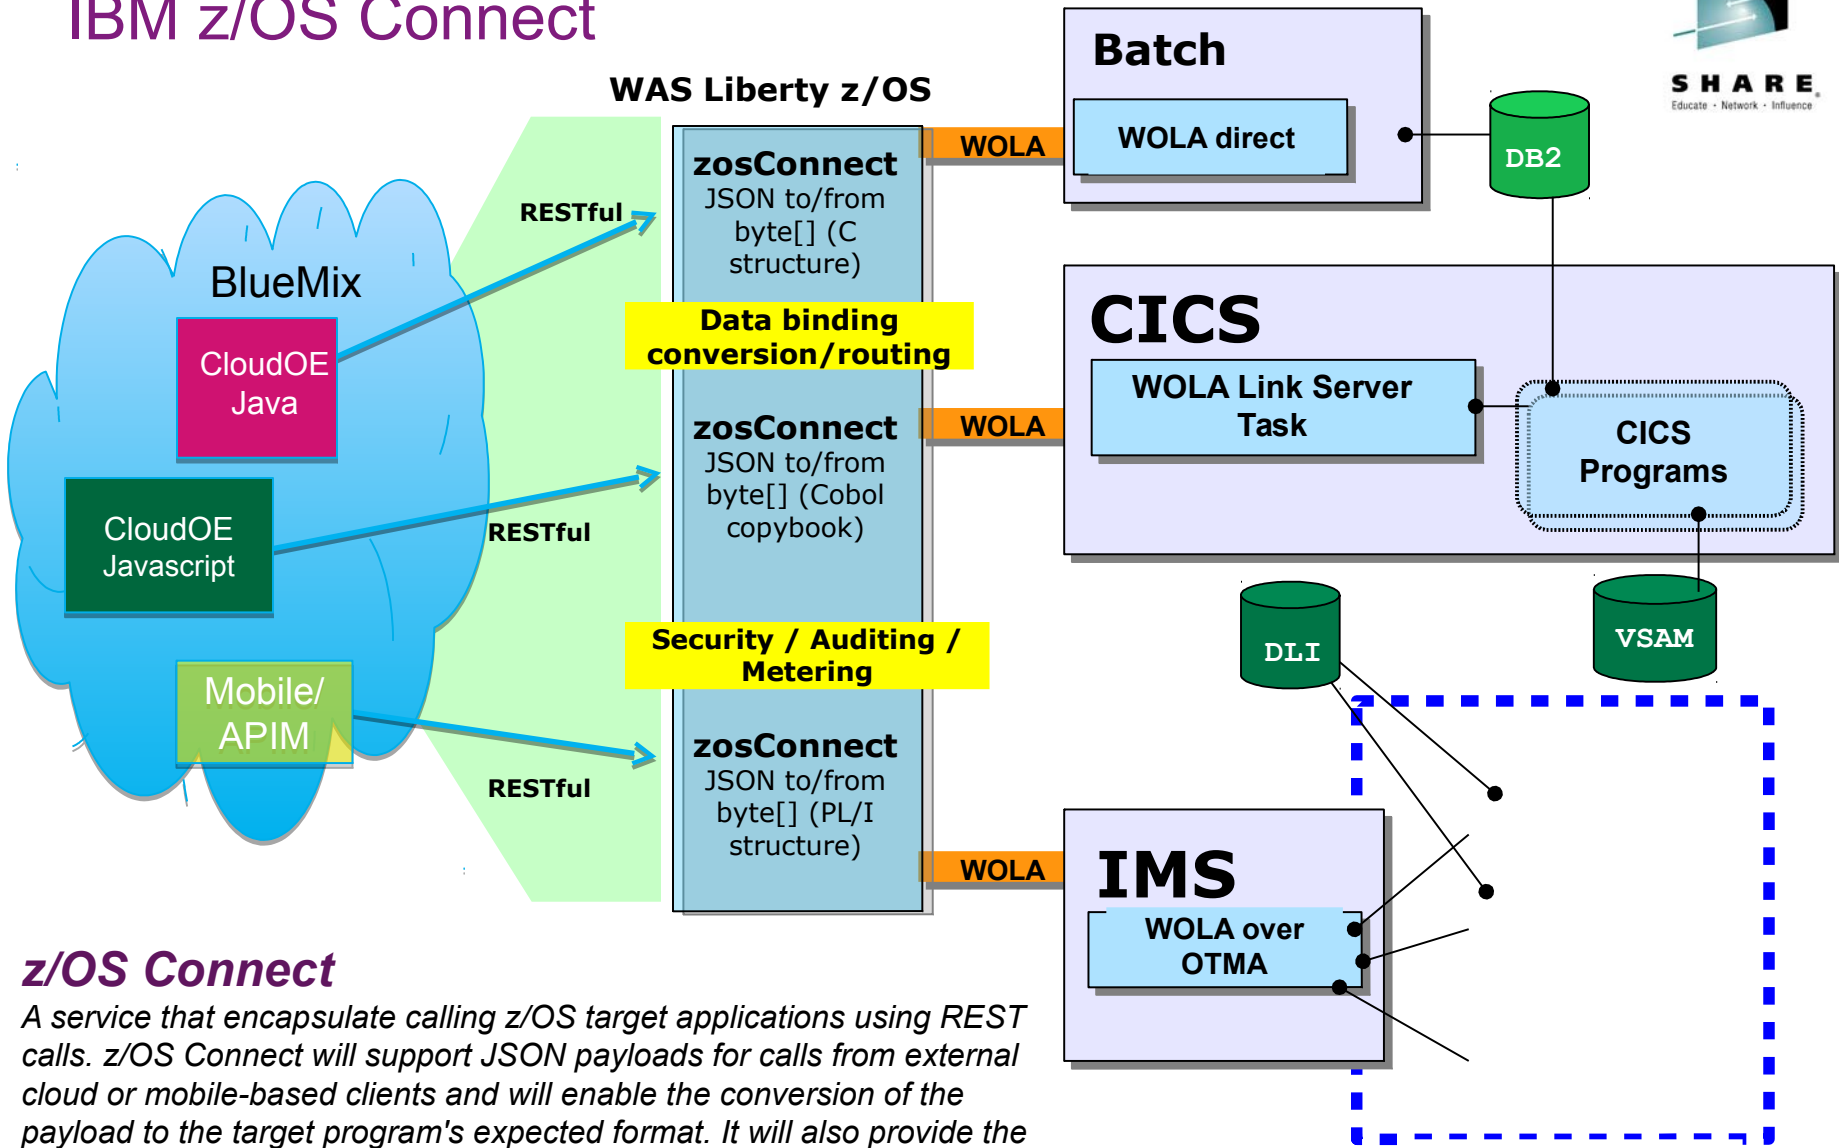 IBM z/OS Connect
SHARE
Educate · Network · Influence
WAS Liberty z/OS
Batch
WOLA direct
WOLA
DB2
zosConnect
JSON to/from
byte[] (C
structure)
RESTful
BlueMix
CloudOE
Java
Data binding
conversion/routing
CICS
WOLA Link Server
Task
CICS
Programs
WOLA
zosConnect
JSON to/from
byte[] (Cobol
copybook)
RESTful
CloudOE
Javascript
Security / Auditing /
Metering
DLI
VSAM
Mobile/
APIM
RESTful
zosConnect
JSON to/from
byte[] (PL/I
structure)
WOLA
IMS
WOLA over
OTMA
z/OS Connect
A service that encapsulate calling z/OS target applications using REST
calls. z/OS Connect will support JSON payloads for calls from external
cloud or mobile-based clients and will enable the conversion of the
payload to the target program's expected format. It will also provide the